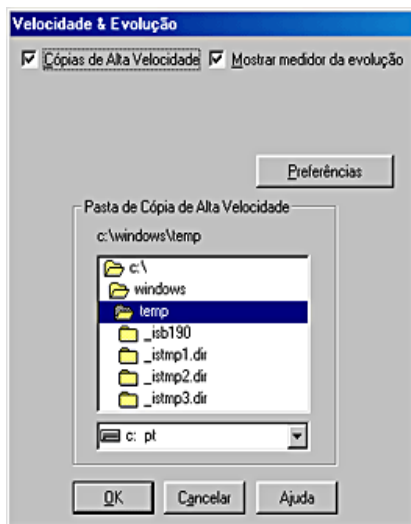 Velocidade & Evolução
Cópias de Alta Velocidade Mostrar medidor da evolução
Preferências
Pasta de Cópia de Alta Velocidade
c:\windows\temp
c:\
windows
temp
_isb190
_istmp1.dir
_istmp2.dir
_istmp3.dir
c: pt
OK Cancelar Ajuda